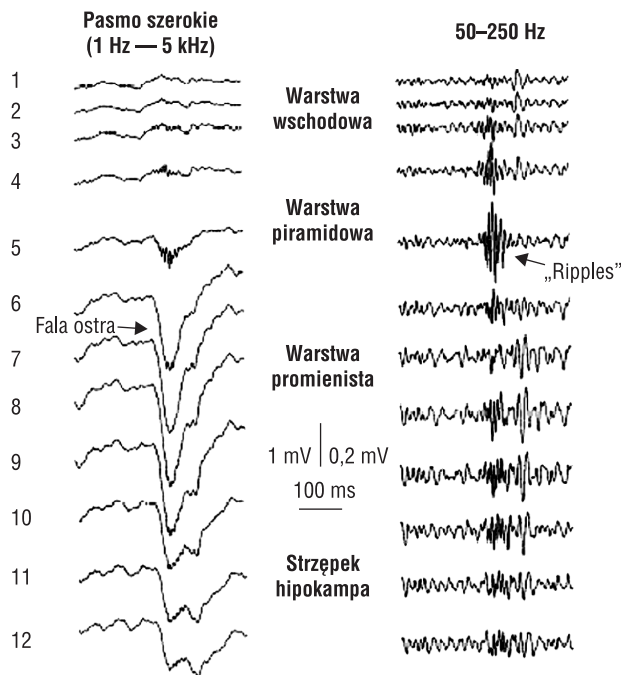 Pasmo szerokie
(1 Hz — 5 kHz)
50–250 Hz
1
2
3
4
5
6
7
8
9
10
11
12
Warstwa
wschodowa
Warstwa
piramidowa
„Ripples”
Fala ostra
Warstwa
promienista
1 mV 0,2 mV
100 ms
Strzępek
hipokampa